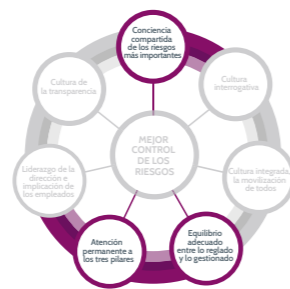 Conciencia
compartida
de los riesgos
más importantes
Cultura de
la transparencia
Cultura
interrogativa
MEJOR
CONTROL
DE LOS
RIESGOS
Liderazgo de la
dirección e
implicación de
los empleados
Cultura integrada,
la movilización
de todos
Atención
permanente a
los tres pilares
Equilibrio
adecuado
entre lo reglado
y lo gestionado